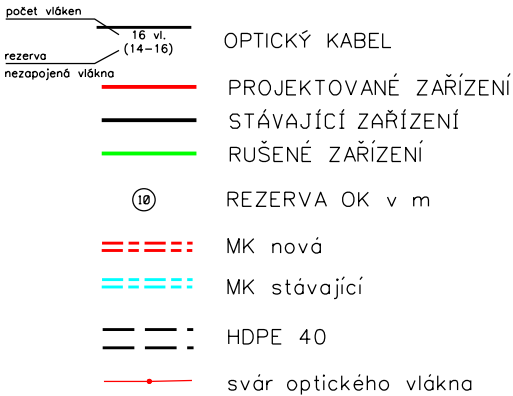 počet vláken
16 vl.
(14-16)
OPTICKÝ KABEL
rezerva
nezapojená vlákna
PROJEKTOVANÉ ZAŘÍZENÍ
STÁVAJÍCÍ ZAŘÍZENÍ
RUŠENÉ ZAŘÍZENÍ
10
REZERVA OK v m
MK nová
MK stávající
HDPE 40
svár optického vlákna